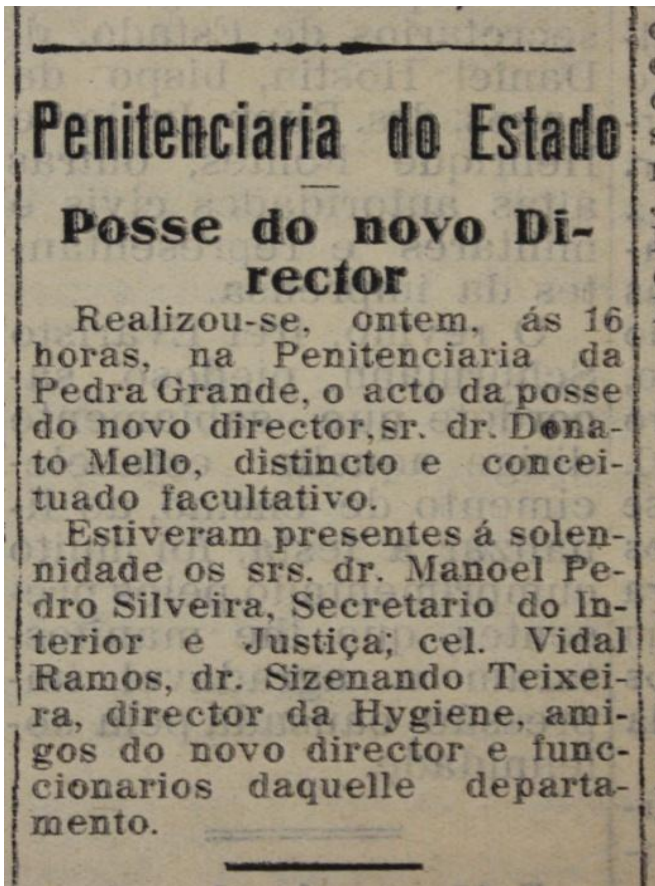 Penitenciaria do Estado
Posse do novo Di-
rector
Realizou-se, ontem, ás 16
horas, na Penitenciaria da
Pedra Grande, o acto da posse
do novo director, sr. dr. Dona-
to Mello, distincto e concei-
tuado facultativo.
Estiveram presentes á solen-
nidade os srs. dr. Manoel Pe-
dro Silveira, Secretario do In-
terior e Justiça; cel. Vidal
Ramos, dr. Sizenando Teixei-
ra, director da Hygiene, ami-
gos do novo director e func-
cionarios daquelle departa-
mento.